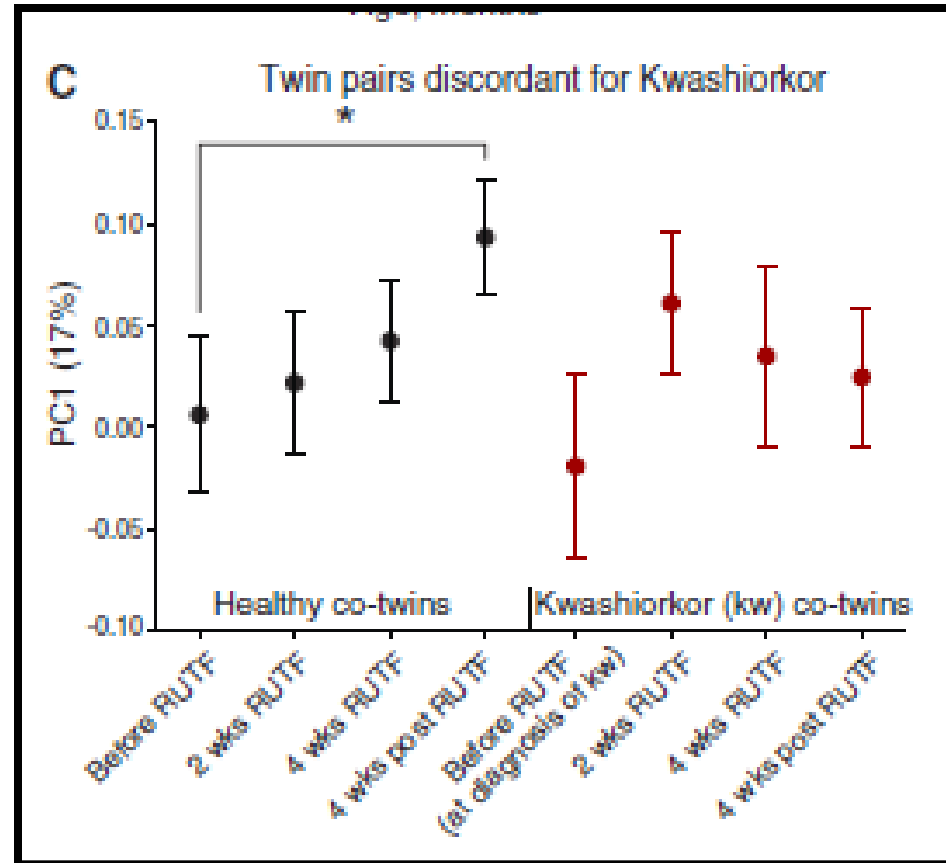 C
Twin pairs discordant for Kwashiorkor
*
0.15
0.10
0.05
0.00
-0.05
-0.10
PC1 (17%)
Healthy co-twins
Kwashiorkor (kw) co-twins
Before RUTF
2 wks RUTF
4 wks RUTF
4 wks post RUTF
Before RUTF
(at diagnosis of kw)
2 wks RUTF
4 wks RUTF
4 wks post RUTF